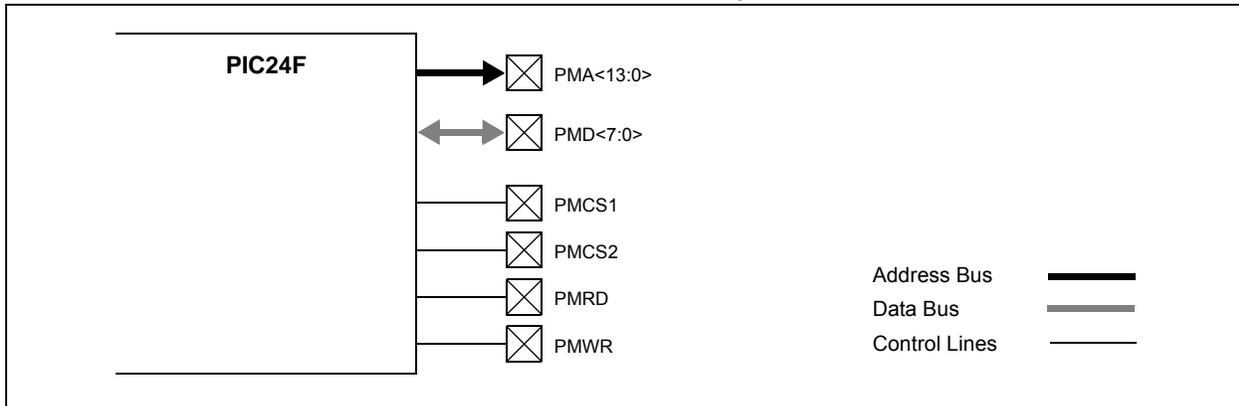 PIC24F
PMA<13:0>
PMD<7:0>
PMCS1
PMCS2
PMRD
PMWR
Address Bus
Data Bus
Control Lines